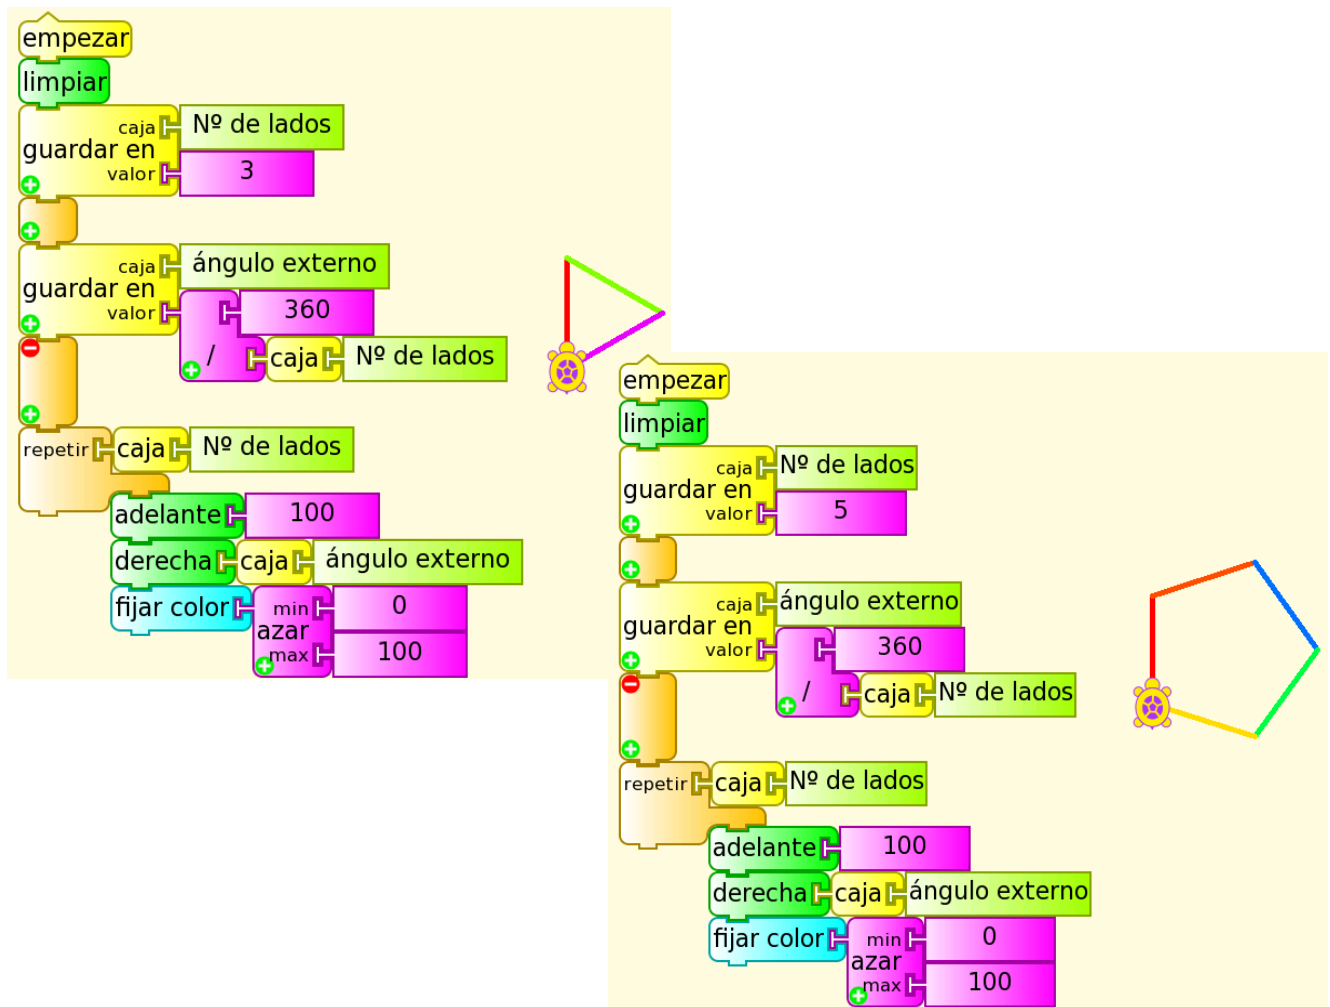 empezar
limpiar
caja Nº de lados
guardar en
valor 3
caja ángulo externo
guardar en
valor 360
/ caja Nº de lados
repetir caja Nº de lados
adelante 100
derecha caja ángulo externo
fijar color min 0
azar
max 100
empezar
limpiar
caja Nº de lados
guardar en
valor 5
caja ángulo externo
guardar en
valor 360
/ caja Nº de lados
repetir caja Nº de lados
adelante 100
derecha caja ángulo externo
fijar color min 0
azar
max 100